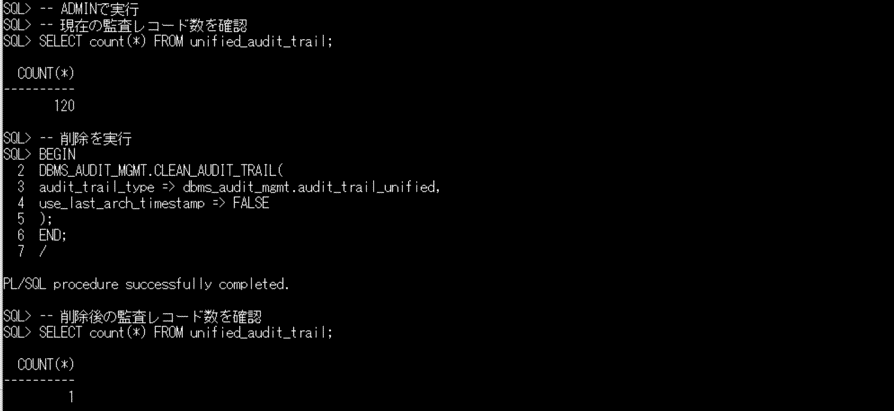 SQL> -- ADMINで実行
SQL> -- 現在の監査レコード数を確認
SQL> SELECT count(*) FROM unified_audit_trail;
COUNT(*)
----------
120
SQL> -- 削除を実行
SQL> BEGIN
2 DBMS_AUDIT_MGMT.CLEAN_AUDIT_TRAIL(
3 audit_trail_type => dbms_audit_mgmt.audit_trail_unified,
4 use_last_arch_timestamp => FALSE
5 );
6 END;
7 /
PL/SQL procedure successfully completed.
SQL> -- 削除後の監査レコード数を確認
SQL> SELECT count(*) FROM unified_audit_trail;
COUNT(*)
----------
1